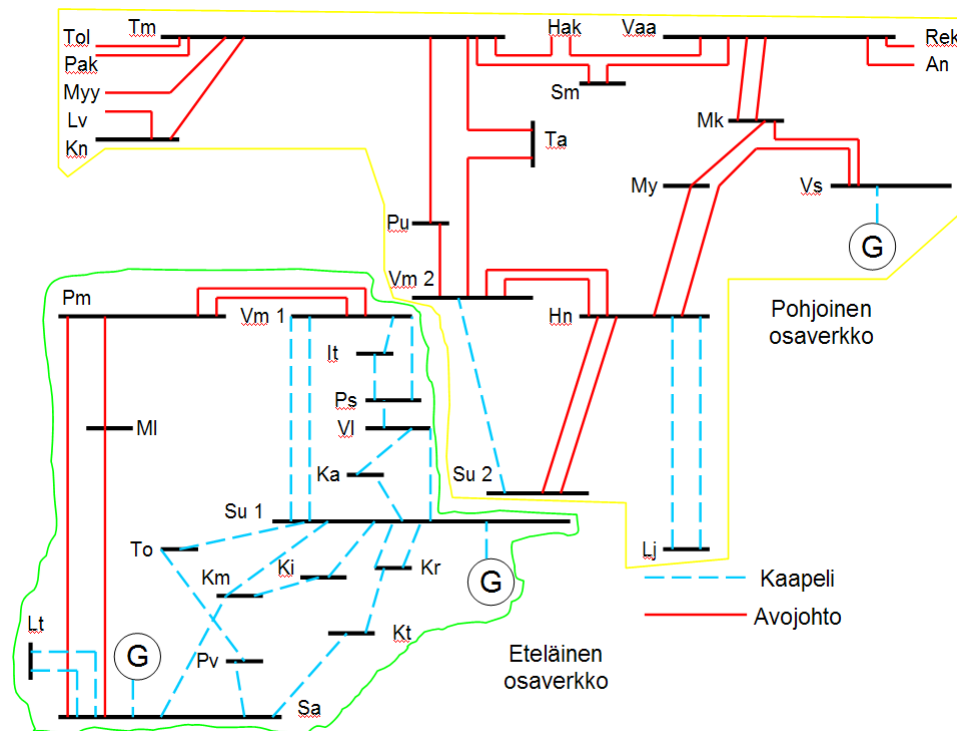 Tol
Tm
Hak
Vaa
Rek
Pak
An
Myy
Sm
Lv
Mk
Kn
Ta
My
Vs
Pu
G
Vm 2
Pm
Vm 1
Hn
Pohjoinen
osaverkko
It
Ps
Vl
Ml
Ka
Su 2
Su 1
To
Ki
Kr
Lj
Km
G
Kaapeli
Avojohto
Lt
Kt
G
Pv
Eteläinen
osaverkko
Sa